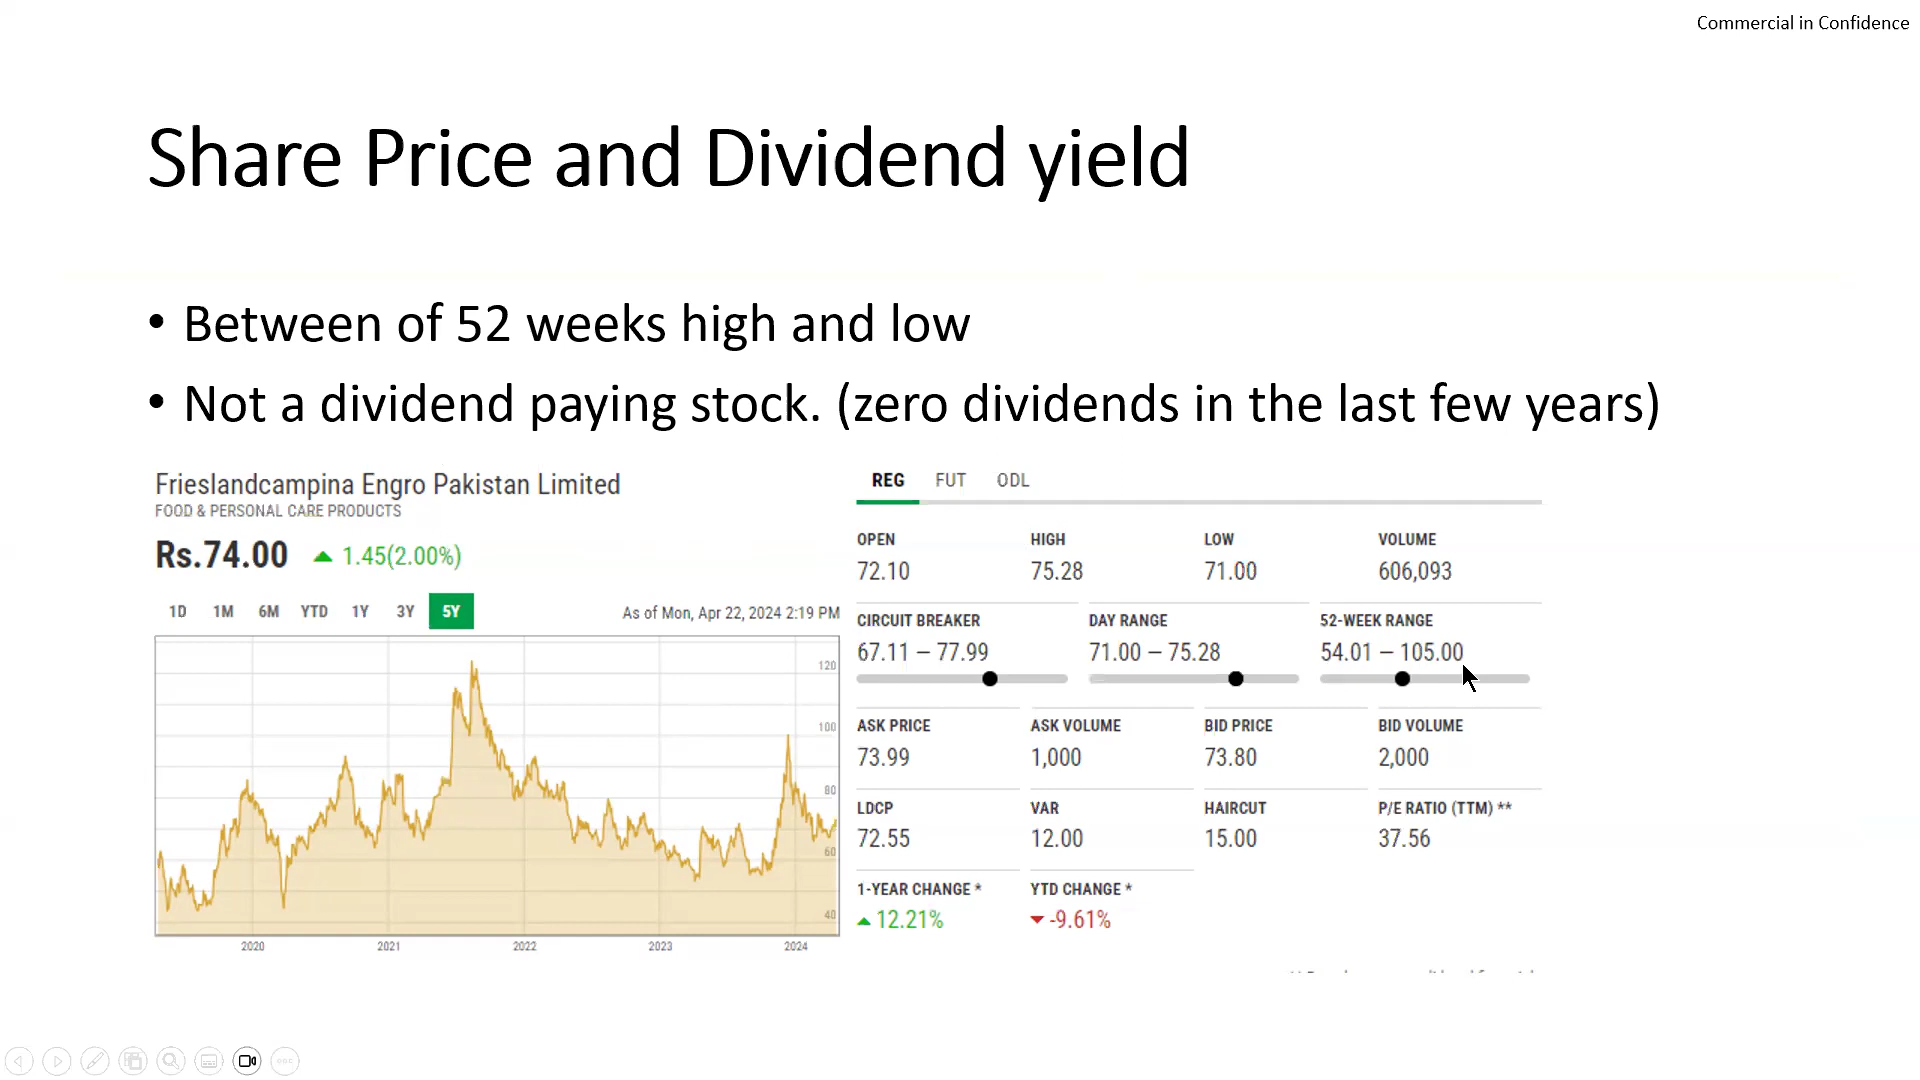 Commercial in Confidence
Share Price and Dividend yield
• Between of 52 weeks high and low
• Not a dividend paying stock. (zero dividends in the last few years)
Frieslandcampina Engro Pakistan Limited
FOOD & PERSONAL CARE PRODUCTS
Rs.74.00 ▲ 1.45(2.00%)
1D 1M 6M YTD 1Y 3Y 5Y As of Mon, Apr 22, 2024 2:19 PM
120
100
80
60
40
2020 2021 2022 2023 2024
REG FUT ODL
OPEN HIGH LOW VOLUME
72.10 75.28 71.00 606,093
CIRCUIT BREAKER DAY RANGE 52-WEEK RANGE
67.11 – 77.99 71.00 – 75.28 54.01 – 105.00
ASK PRICE ASK VOLUME BID PRICE BID VOLUME
73.99 1,000 73.80 2,000
LDCP VAR HAIRCUT P/E RATIO (TTM) **
72.55 12.00 15.00 37.56
1-YEAR CHANGE * YTD CHANGE *
▲ 12.21% ▼ -9.61%